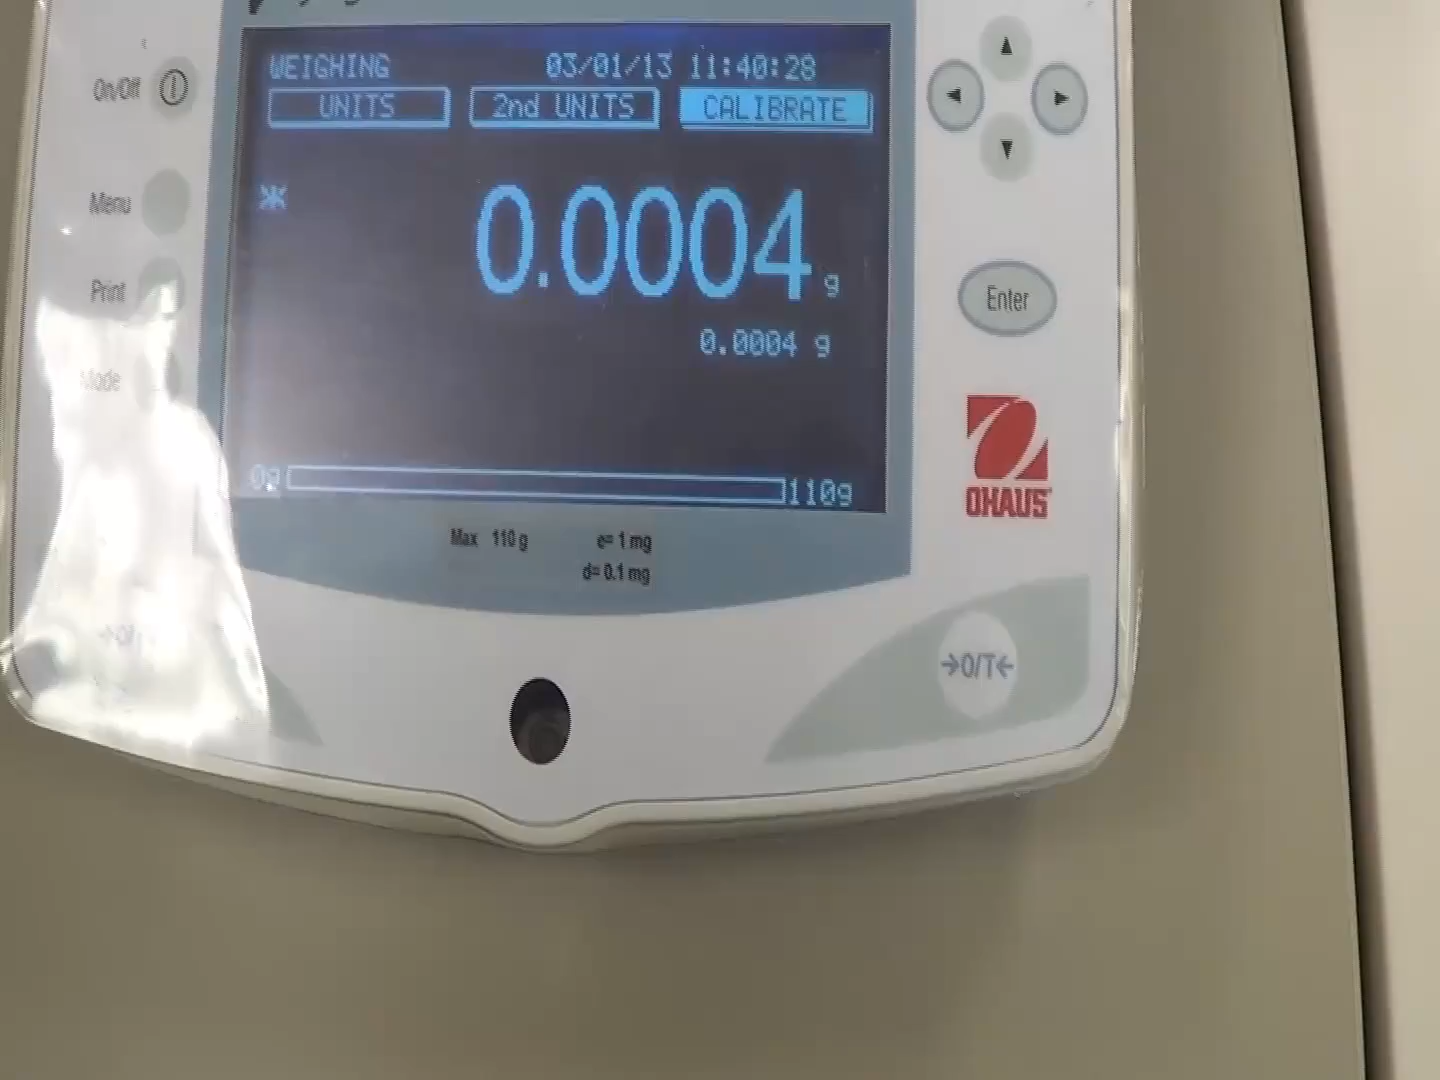 On/Off
Menu
Print
Mode
WEIGHING 03/01/13 11:40:28
UNITS 2nd UNITS CALIBRATE
0.0004 g
0.0004 g
0g 110g
Max 110 g e= 1 mg
d= 0.1 mg
Enter
OHAUS
→0/T←